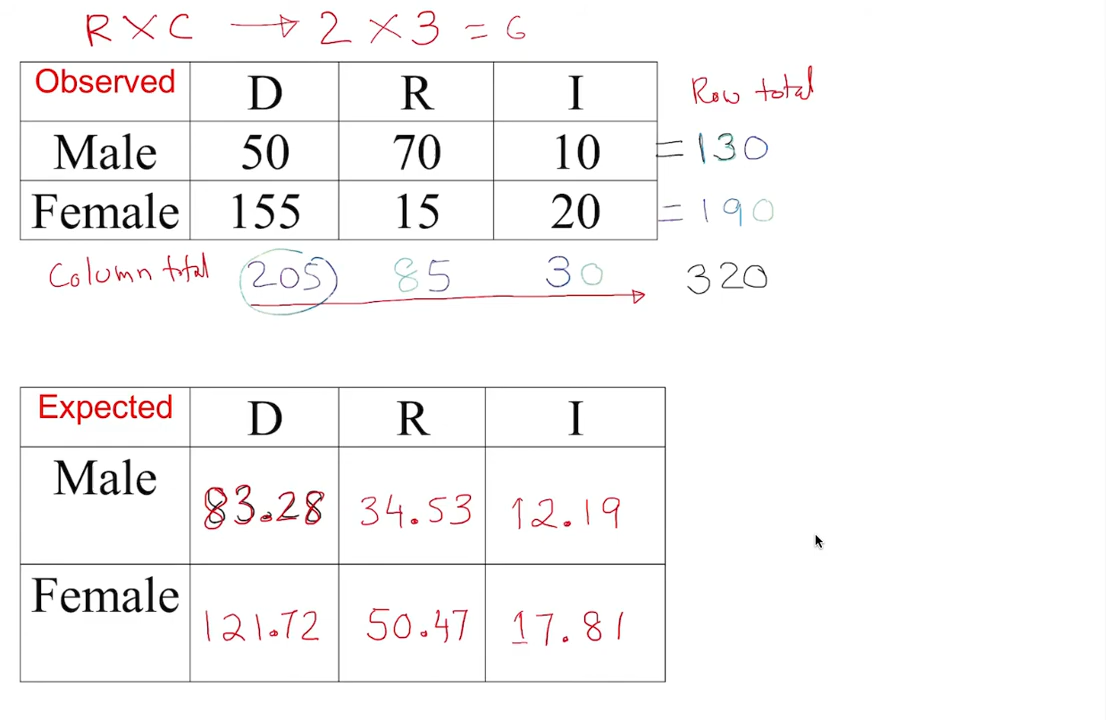 R X C → 2 X 3 = 6
Observed D R I Row total
Male 50 70 10 = 130
Female 155 15 20 = 190
Column total 205 85 30 320
Expected D R I
Male 83.28 34.53 12.19
Female 121.72 50.47 17.81